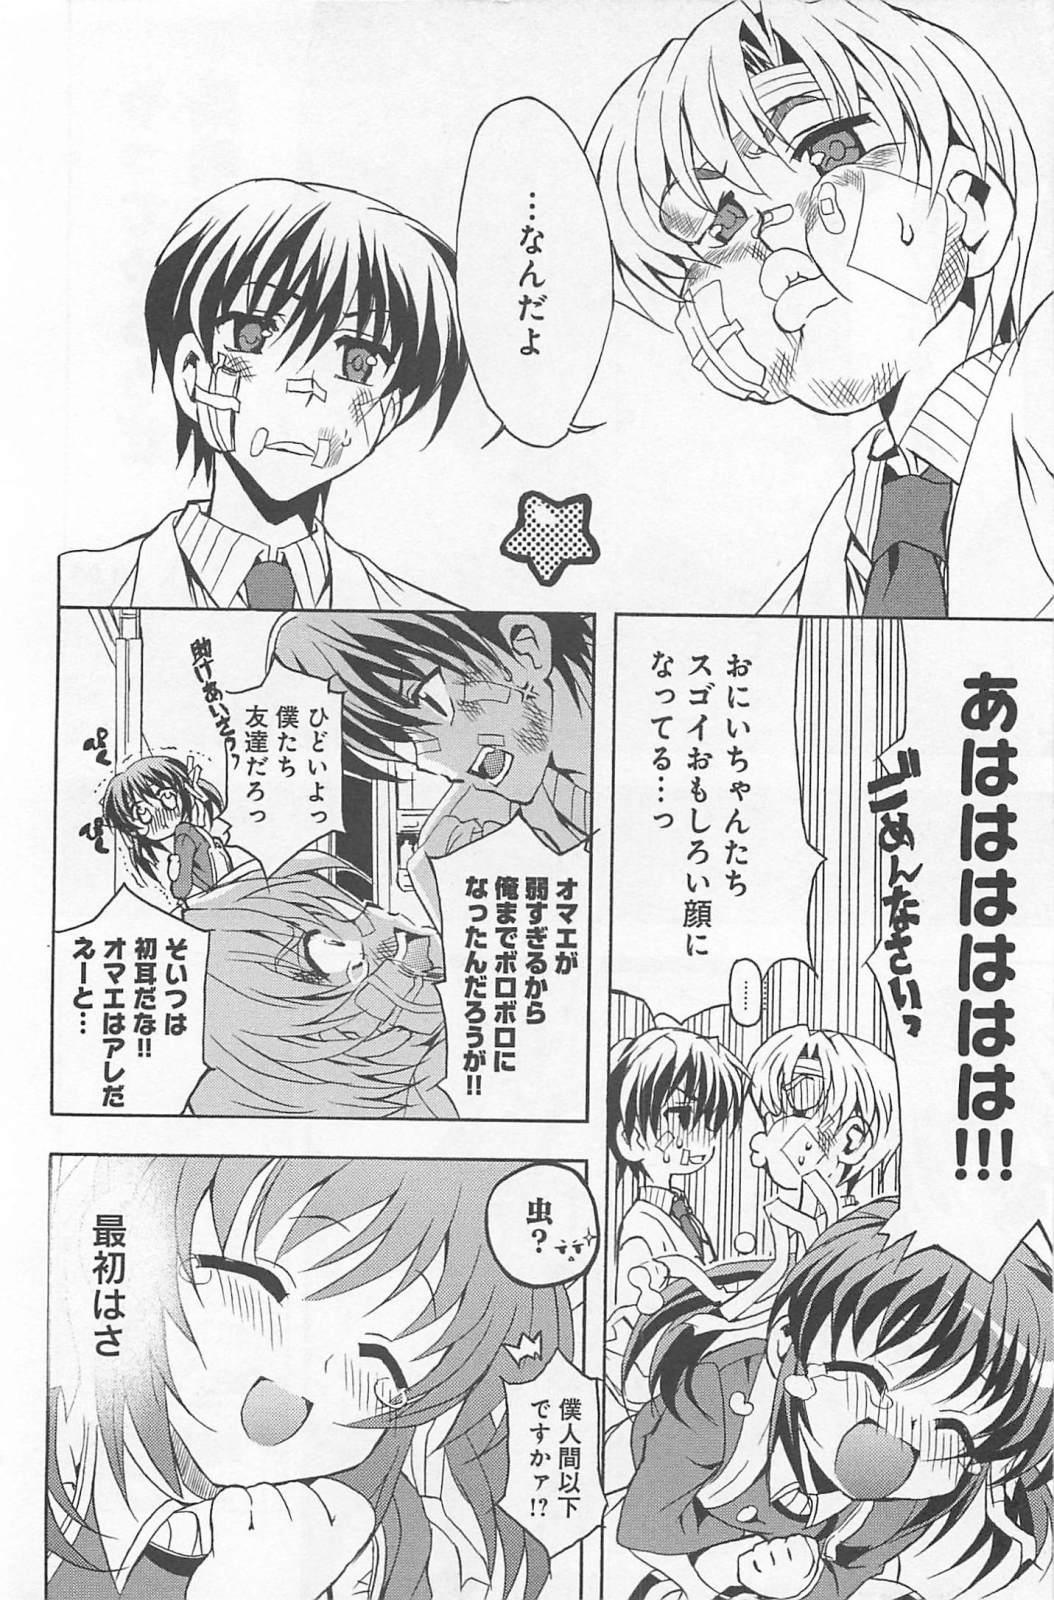 …なんだよ
あはははははは!!!
ごめんなさいっ
おにいちゃんたち
スゴイおもしろい顔に
なってる…っ
………
オマエが
弱すぎるから
俺までボロボロに
なったんだろうが!!
ひどいよっ
僕たち
友達だろっ
助けあいさっ
そいつは
初耳だな!!
オマエはアレだ
えーと…
虫?
僕人間以下
ですかァ!?
最初はさ